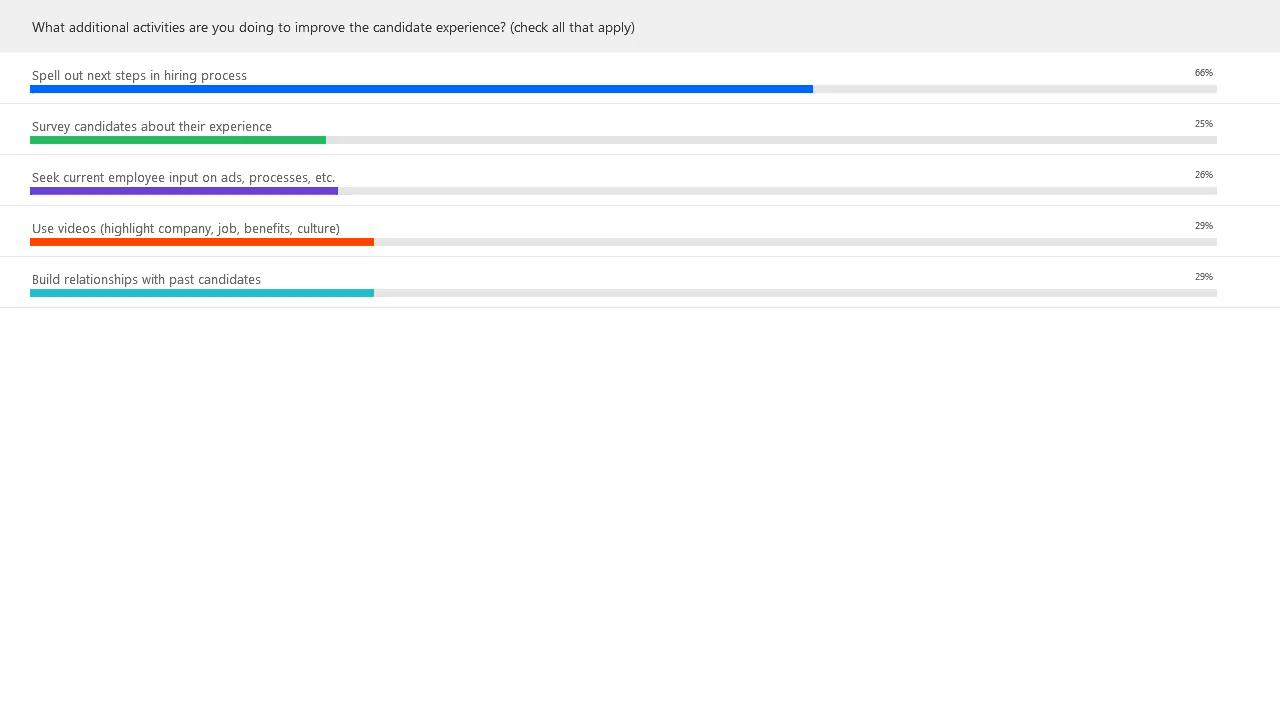 What additional activities are you doing to improve the candidate experience? (check all that apply)
Spell out next steps in hiring process
66%
Survey candidates about their experience
25%
Seek current employee input on ads, processes, etc.
26%
Use videos (highlight company, job, benefits, culture)
29%
Build relationships with past candidates
29%